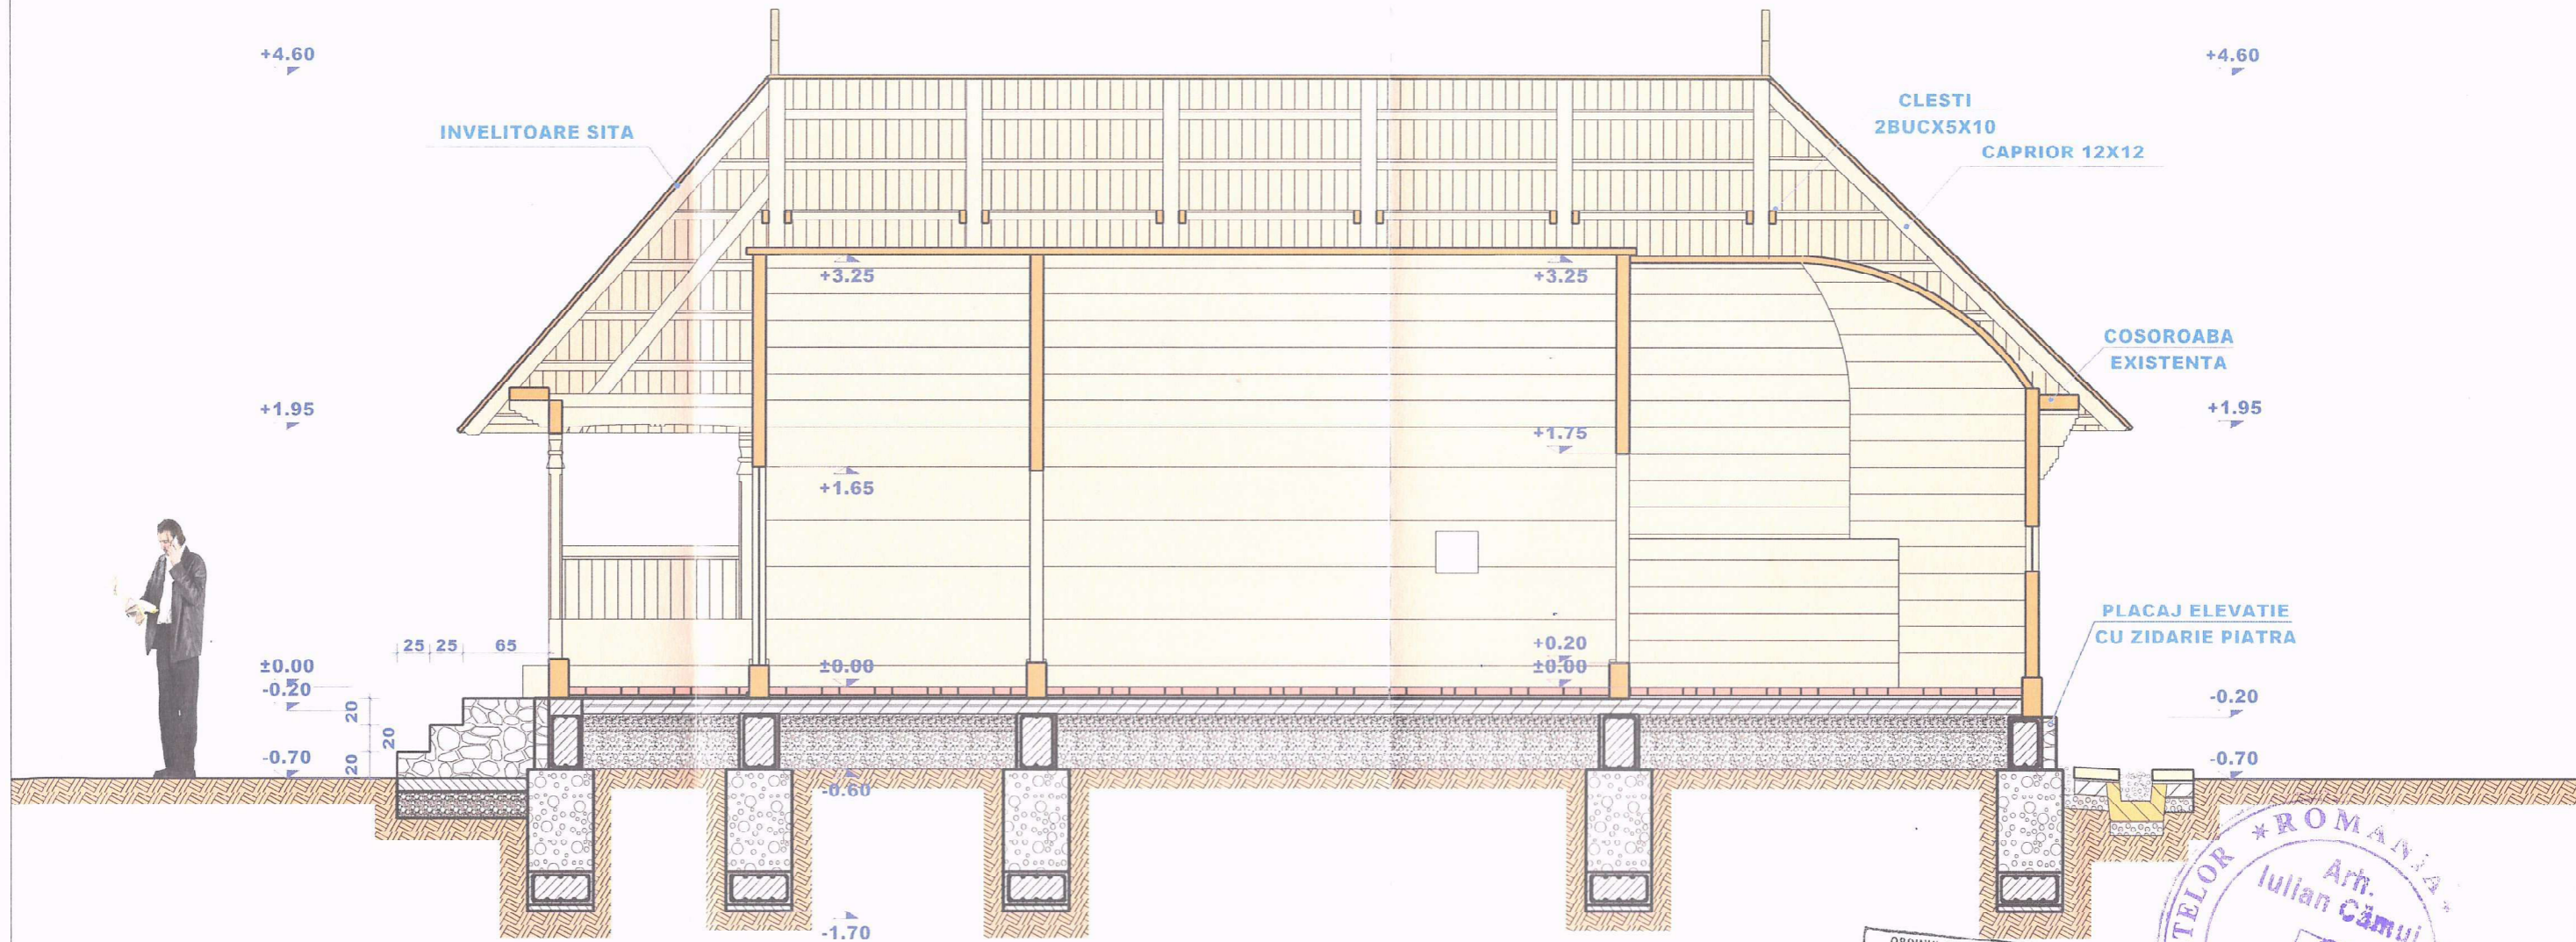 +4.60
+4.60
CLESTI
2BUCX5X10
INVELITOARE SITA
CAPRIOR 12X12
+3.25
+3.25
COSOROABA
EXISTENTA
+1.95
+1.95
+1.75
+1.65
PLACAJ ELEVATIE
CU ZIDARIE PIATRA
25 25 65
+0.20
±0.00
±0.00
±0.00
-0.20
-0.20
20
20
20
-0.70
-0.70
-0.60
-1.70
*ROMANIA*
TELOR
Arh.
Iulian Cămui